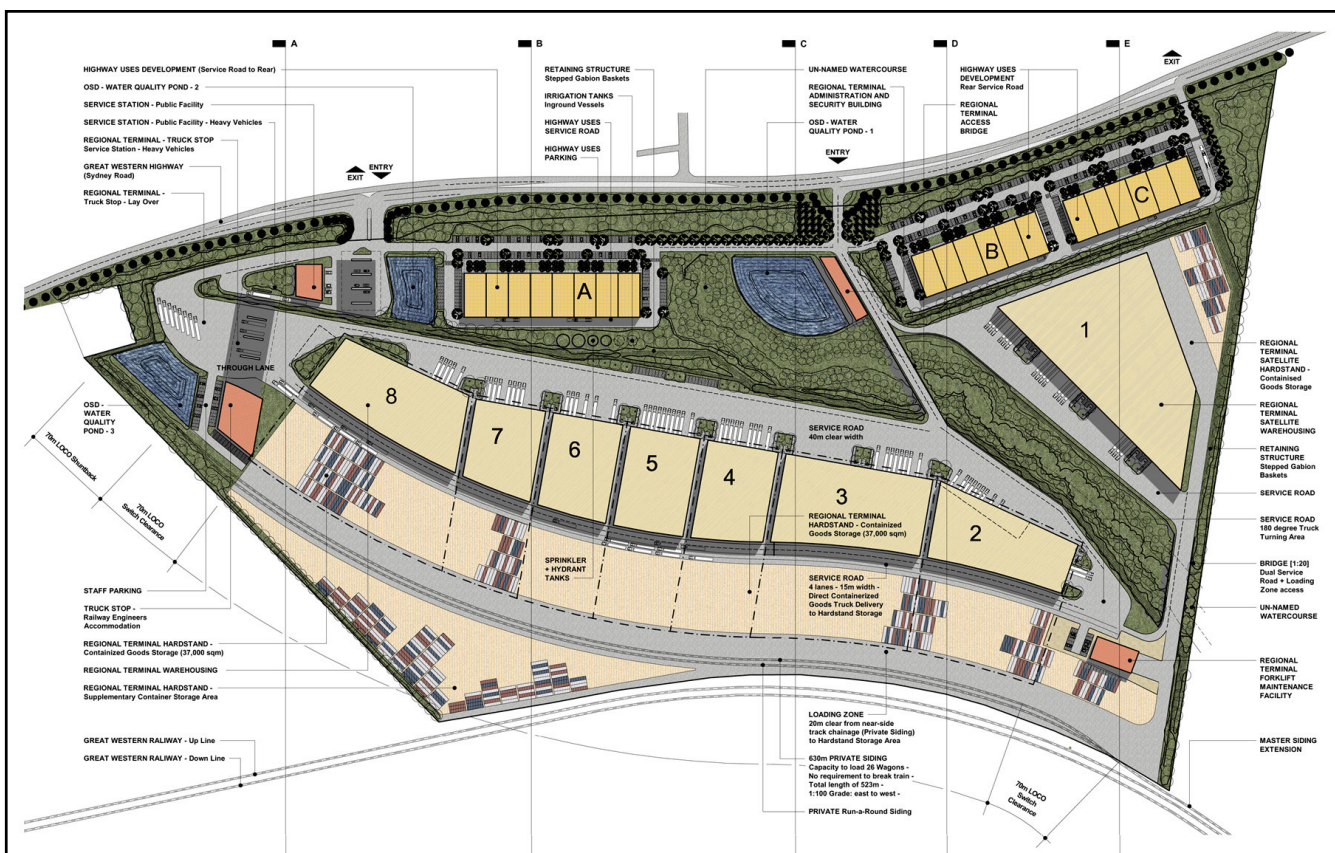 A
B
C
D
E
EXIT
HIGHWAY USES DEVELOPMENT (Service Road to Rear)
OSD - WATER QUALITY POND - 2
SERVICE STATION - Public Facility
SERVICE STATION - Public Facility - Heavy Vehicles
REGIONAL TERMINAL - TRUCK STOP
Service Station - Heavy Vehicles
GREAT WESTERN HIGHWAY
(Sydney Road)
REGIONAL TERMINAL -
Truck Stop - Lay Over
RETAINING STRUCTURE
Stepped Gabion Baskets
IRRIGATION TANKS
Inground Vessels
HIGHWAY USES
SERVICE ROAD
HIGHWAY USES
PARKING
UN-NAMED WATERCOURSE
REGIONAL TERMINAL
ADMINISTRATION AND
SECURITY BUILDING
OSD - WATER
QUALITY POND - 1
HIGHWAY USES
DEVELOPMENT
Rear Service Road
REGIONAL
TERMINAL
ACCESS
BRIDGE
EXIT
ENTRY
ENTRY
A
B
C
1
THROUGH LANE
8
7
6
5
4
3
2
SERVICE ROAD
40m clear width
OSD -
WATER
QUALITY
POND - 3
70m LOCO Shuntback
70m LOCO
Switch Clearance
REGIONAL TERMINAL
HARDSTAND - Containized
Goods Storage (37,000 sqm)
SPRINKLER
+ HYDRANT
TANKS
SERVICE ROAD
4 lanes - 15m width -
Direct Containerized
Goods Truck Delivery
to Hardstand Storage
REGIONAL
TERMINAL
SATELLITE
HARDSTAND -
Containised
Goods Storage
REGIONAL
TERMINAL
SATELLITE
WAREHOUSING
RETAINING
STRUCTURE
Stepped Gabion
Baskets
SERVICE ROAD
SERVICE ROAD
180 degree Truck
Turning Area
BRIDGE [1:20]
Dual Service
Road + Loading
Zone access
UN-NAMED
WATERCOURSE
REGIONAL
TERMINAL
FORKLIFT
MAINTENANCE
FACILITY
MASTER SIDING
EXTENSION
STAFF PARKING
TRUCK STOP -
Railway Engineers
Accommodation
REGIONAL TERMINAL HARDSTAND -
Containized Goods Storage (37,000 sqm)
REGIONAL TERMINAL WAREHOUSING
REGIONAL TERMINAL HARDSTAND -
Supplementary Container Storage Area
GREAT WESTERN RALIWAY - Up Line
GREAT WESTERN RALIWAY - Down Line
LOADING ZONE
20m clear from near-side
track chainage (Private Siding)
to Hardstand Storage Area
630m PRIVATE SIDING
Capacity to load 26 Wagons -
No requirement to break train -
Total length of 523m -
1:100 Grade: east to west -
PRIVATE Run-a-Round Siding
70m LOCO
Switch
Clearance